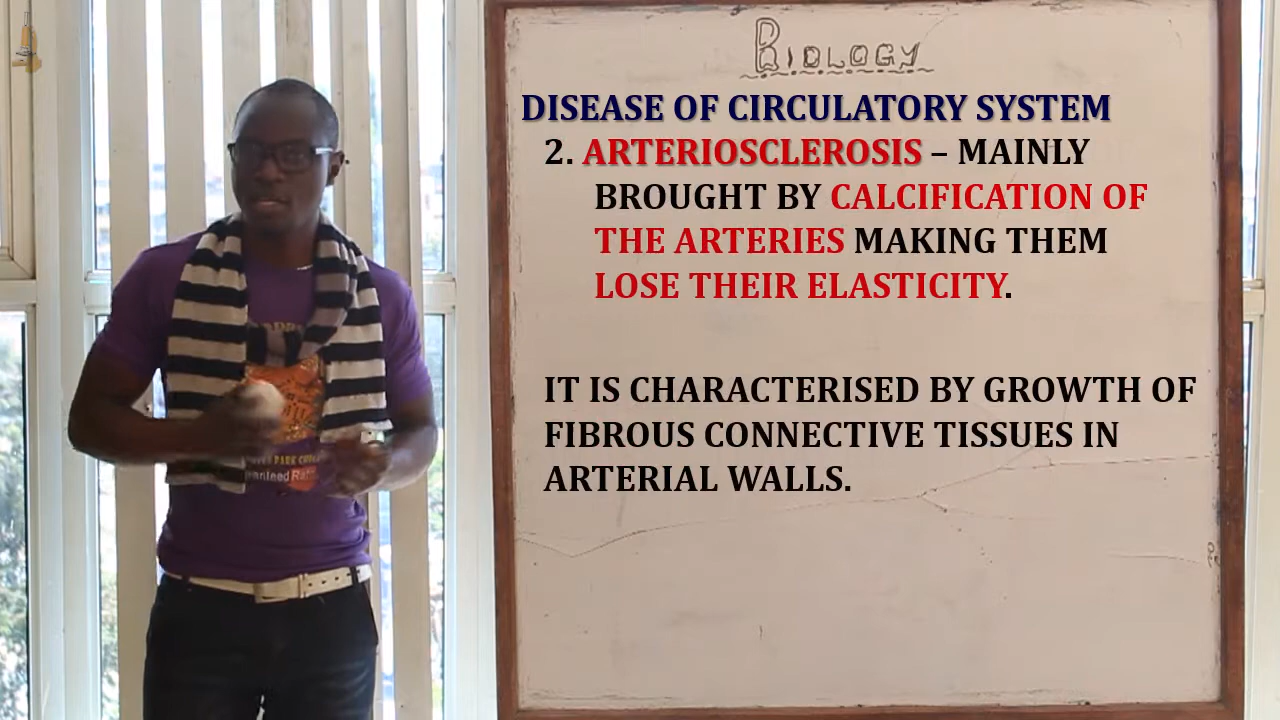 BIOLOGY
DISEASE OF CIRCULATORY SYSTEM
2. ARTERIOSCLEROSIS – MAINLY
BROUGHT BY CALCIFICATION OF
THE ARTERIES MAKING THEM
LOSE THEIR ELASTICITY.
IT IS CHARACTERISED BY GROWTH OF
FIBROUS CONNECTIVE TISSUES IN
ARTERIAL WALLS.
PARK